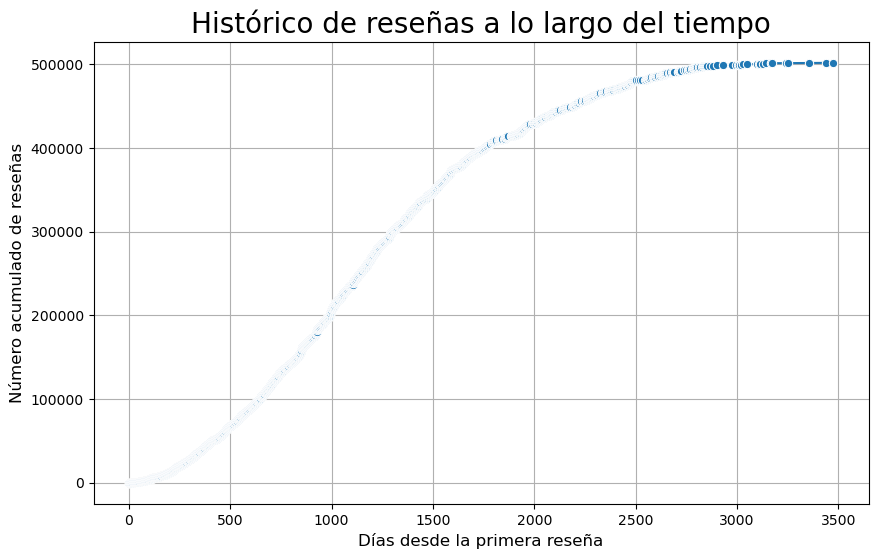 Histórico de reseñas a lo largo del tiempo
Número acumulado de reseñas
500000
400000
300000
200000
100000
0
0 500 1000 1500 2000 2500 3000 3500
Días desde la primera reseña